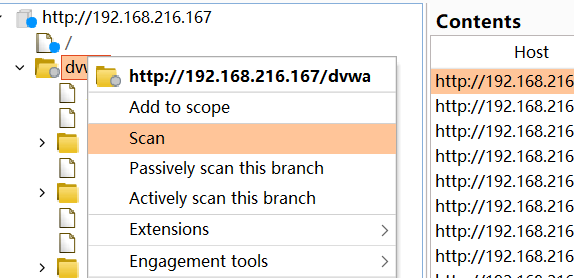 http://192.168.216.167
/
dvw
http://192.168.216.167/dvwa
Add to scope
Scan
Passively scan this branch
Actively scan this branch
Extensions
Engagement tools
Contents
Host
http://192.168.216
http://192.168.216
http://192.168.216
http://192.168.216
http://192.168.216
http://192.168.216
http://192.168.216
http://192.168.216